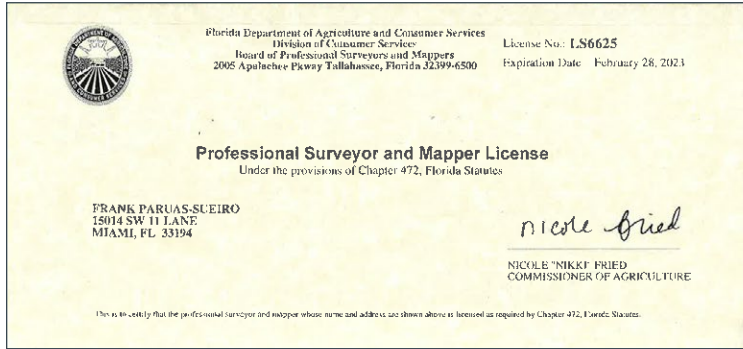 Florida Department of Agriculture and Consumer Services
Division of Consumer Services
Board of Professional Surveyors and Mappers
2005 Apalachee Pkway Tallahassee, Florida 32399-6500
License No.: LS6625
Expiration Date February 28, 2023
Professional Surveyor and Mapper License
Under the provisions of Chapter 472, Florida Statutes
FRANK PARUAS-SUEIRO
15014 SW 11 LANE
MIAMI, FL 33194
Nicole Fried
NICOLE "NIKKI" FRIED
COMMISSIONER OF AGRICULTURE
This is to certify that the professional surveyor and mapper whose name and address are shown above is licensed as required by Chapter 472, Florida Statutes.